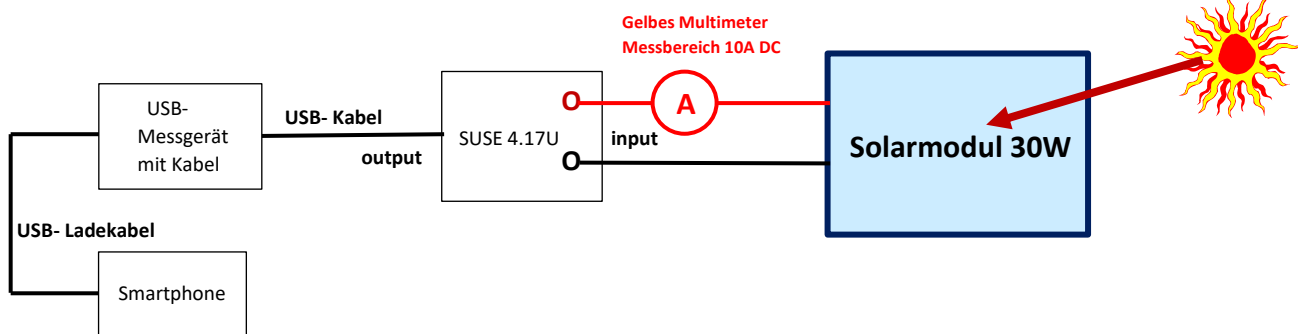 Gelbes Multimeter
Messbereich 10A DC
USB-
Messgerät
mit Kabel
USB- Kabel
output
SUSE 4.17U
O
O
input
A
Solarmodul 30W
USB- Ladekabel
Smartphone